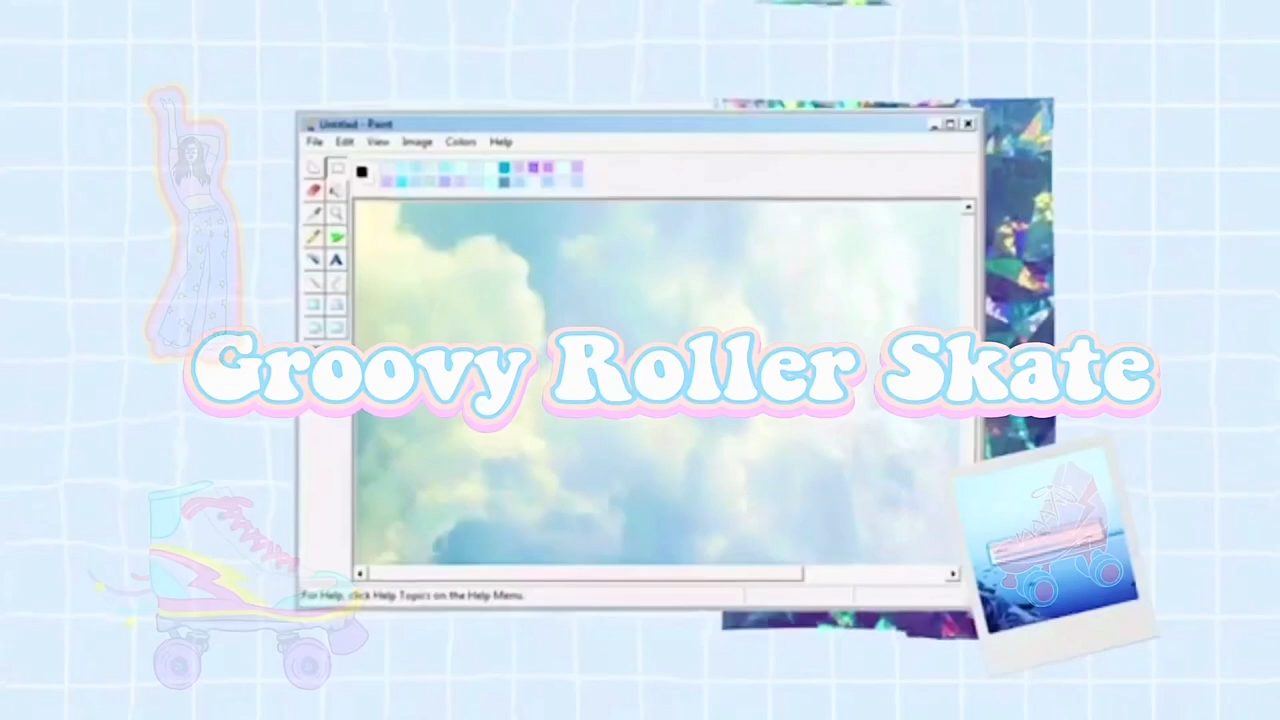 Untitled - Paint
File Edit View Image Colors Help
A
Groovy Roller Skate
For Help, click Help Topics on the Help Menu.